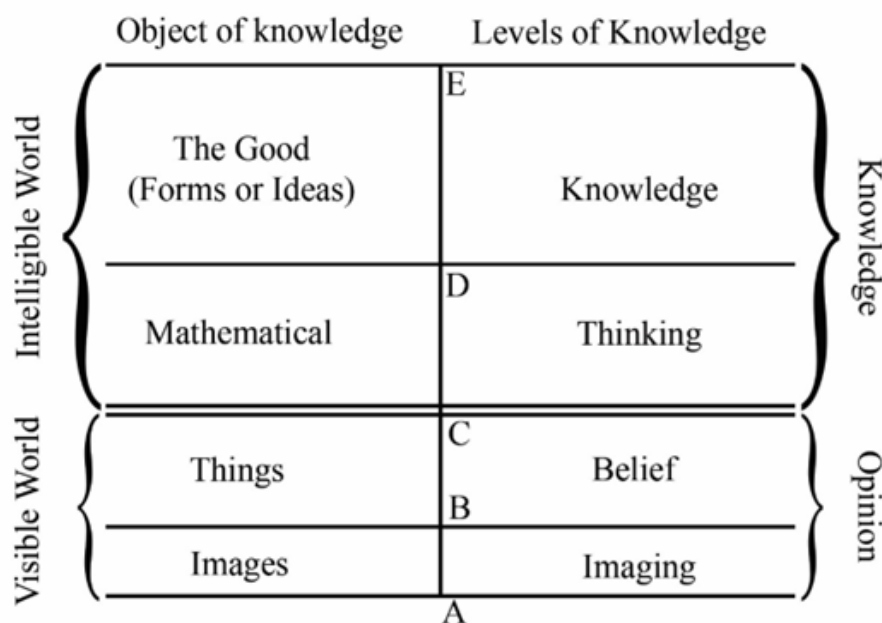 Object of knowledge
Levels of Knowledge
E
The Good
(Forms or Ideas)
Knowledge
D
Mathematical
Thinking
C
Things
Belief
B
Images
Imaging
A
Intelligible World
Visible World
Knowledge
Opinion